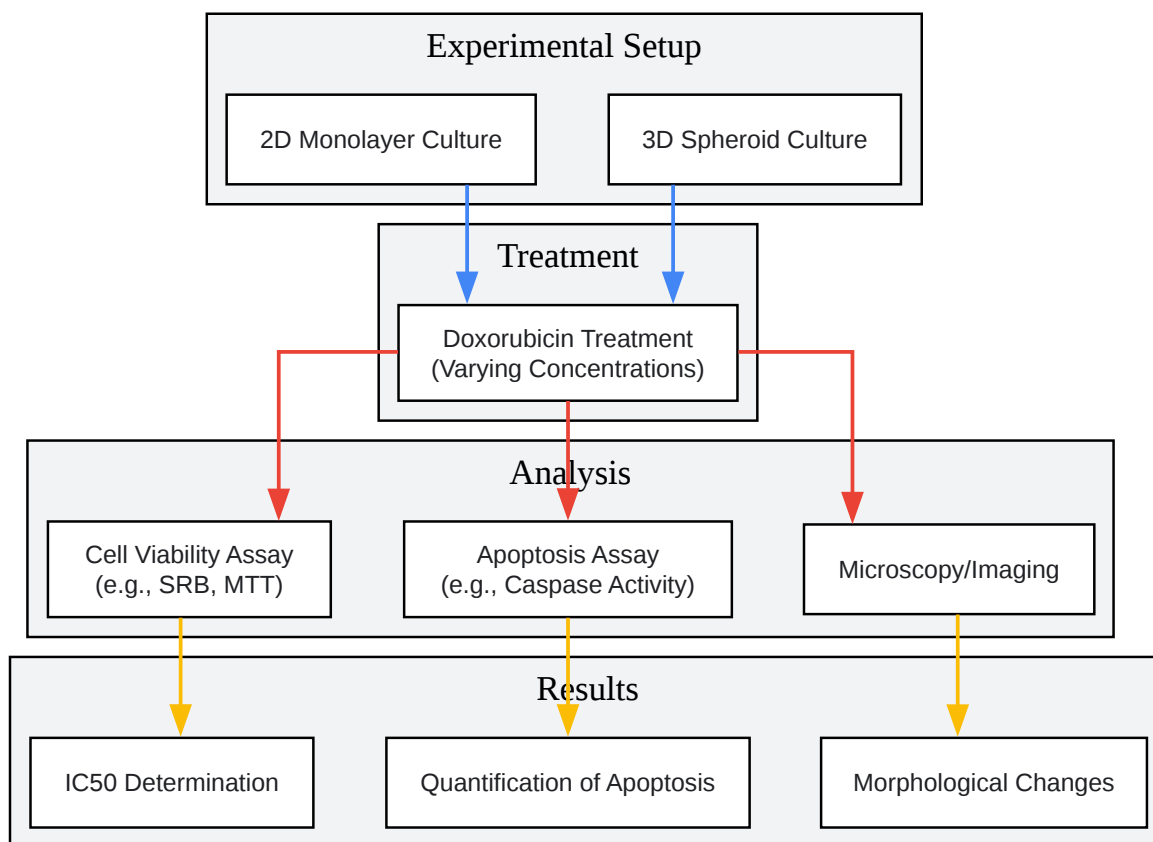 Experimental Setup
2D Monolayer Culture
3D Spheroid Culture
Treatment
Doxorubicin Treatment
(Varying Concentrations)
Analysis
Cell Viability Assay
(e.g., SRB, MTT)
Apoptosis Assay
(e.g., Caspase Activity)
Microscopy/Imaging
Results
IC50 Determination
Quantification of Apoptosis
Morphological Changes